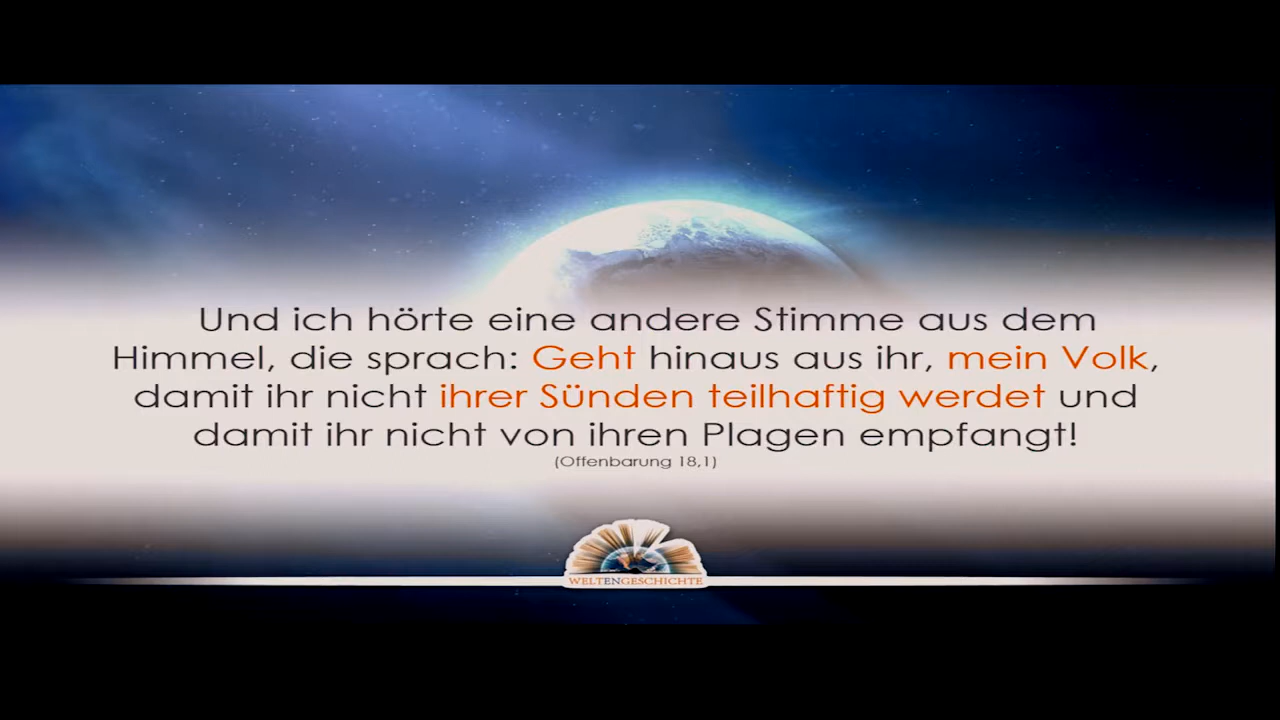 Und ich hörte eine andere Stimme aus dem
Himmel, die sprach: Geht hinaus aus ihr, mein Volk,
damit ihr nicht ihrer Sünden teilhaftig werdet und
damit ihr nicht von ihren Plagen empfangt!
(Offenbarung 18,1)
WELTENGESCHICHTE